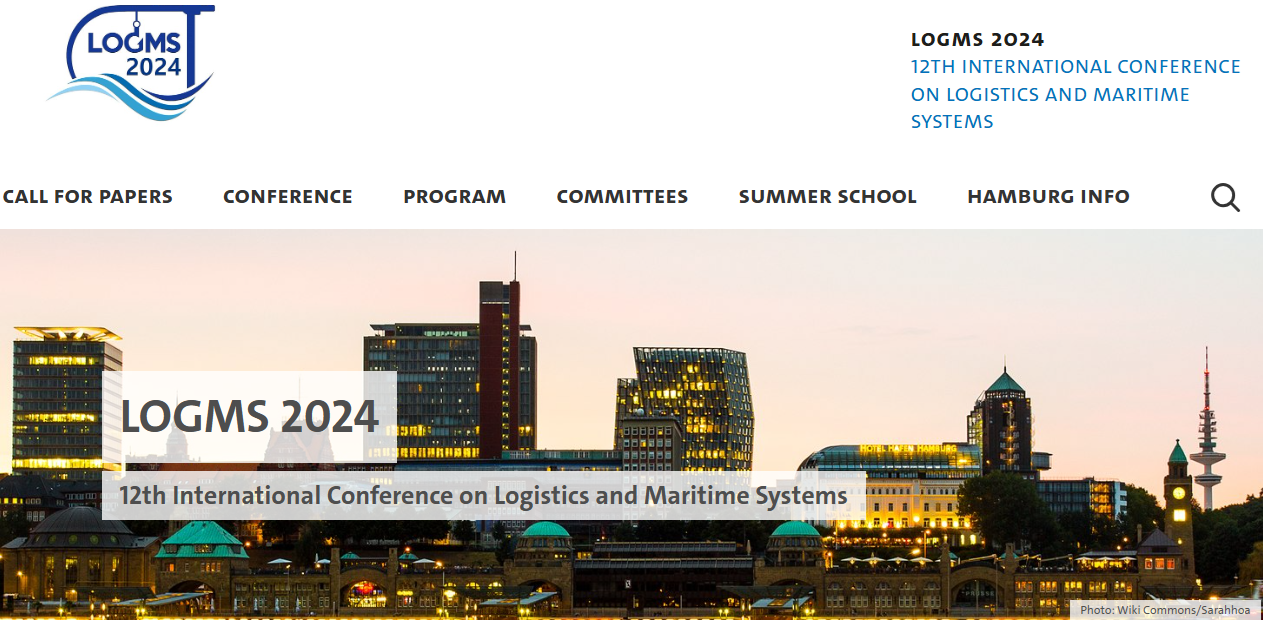 LOGMS
2024
LOGMS 2024
12TH INTERNATIONAL CONFERENCE
ON LOGISTICS AND MARITIME
SYSTEMS
CALL FOR PAPERS CONFERENCE PROGRAM COMMITTEES SUMMER SCHOOL HAMBURG INFO
LOGMS 2024
12th International Conference on Logistics and Maritime Systems
Photo: Wiki Commons/Sarahhoa